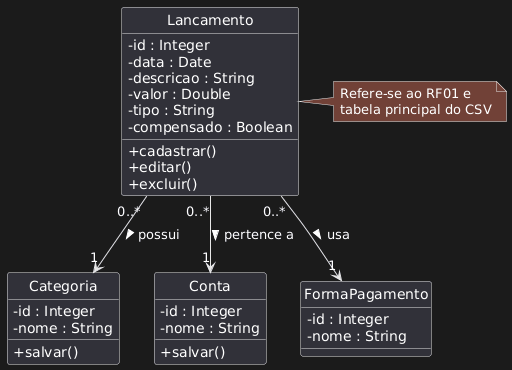 Lancamento
-id : Integer
-data : Date
-descricao : String
-valor : Double
-tipo : String
-compensado : Boolean
+cadastrar()
+editar()
+excluir()
Refere-se ao RF01 e
tabela principal do CSV
0..*
0..*
0..*
possui
pertence a
usa
1
1
1
Categoria
-id : Integer
-nome : String
+salvar()
Conta
-id : Integer
-nome : String
+salvar()
FormaPagamento
-id : Integer
-nome : String